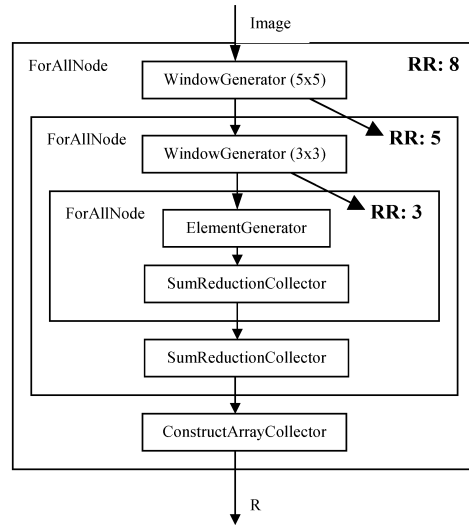 Image
ForAllNode
RR: 8
WindowGenerator (5x5)
ForAllNode
RR: 5
WindowGenerator (3x3)
ForAllNode
RR: 3
ElementGenerator
SumReductionCollector
SumReductionCollector
ConstructArrayCollector
R